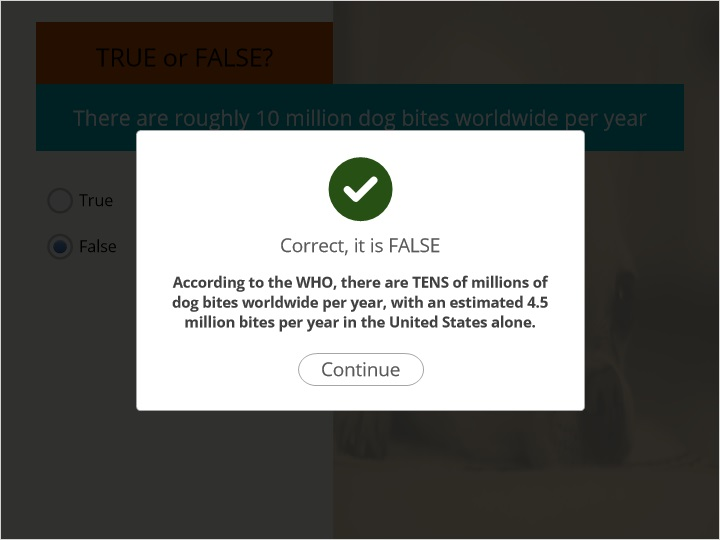 TRUE or FALSE?
There are roughly 10 million dog bites worldwide per year
True
False
Correct, it is FALSE
According to the WHO, there are TENS of millions of
dog bites worldwide per year, with an estimated 4.5
million bites per year in the United States alone.
Continue